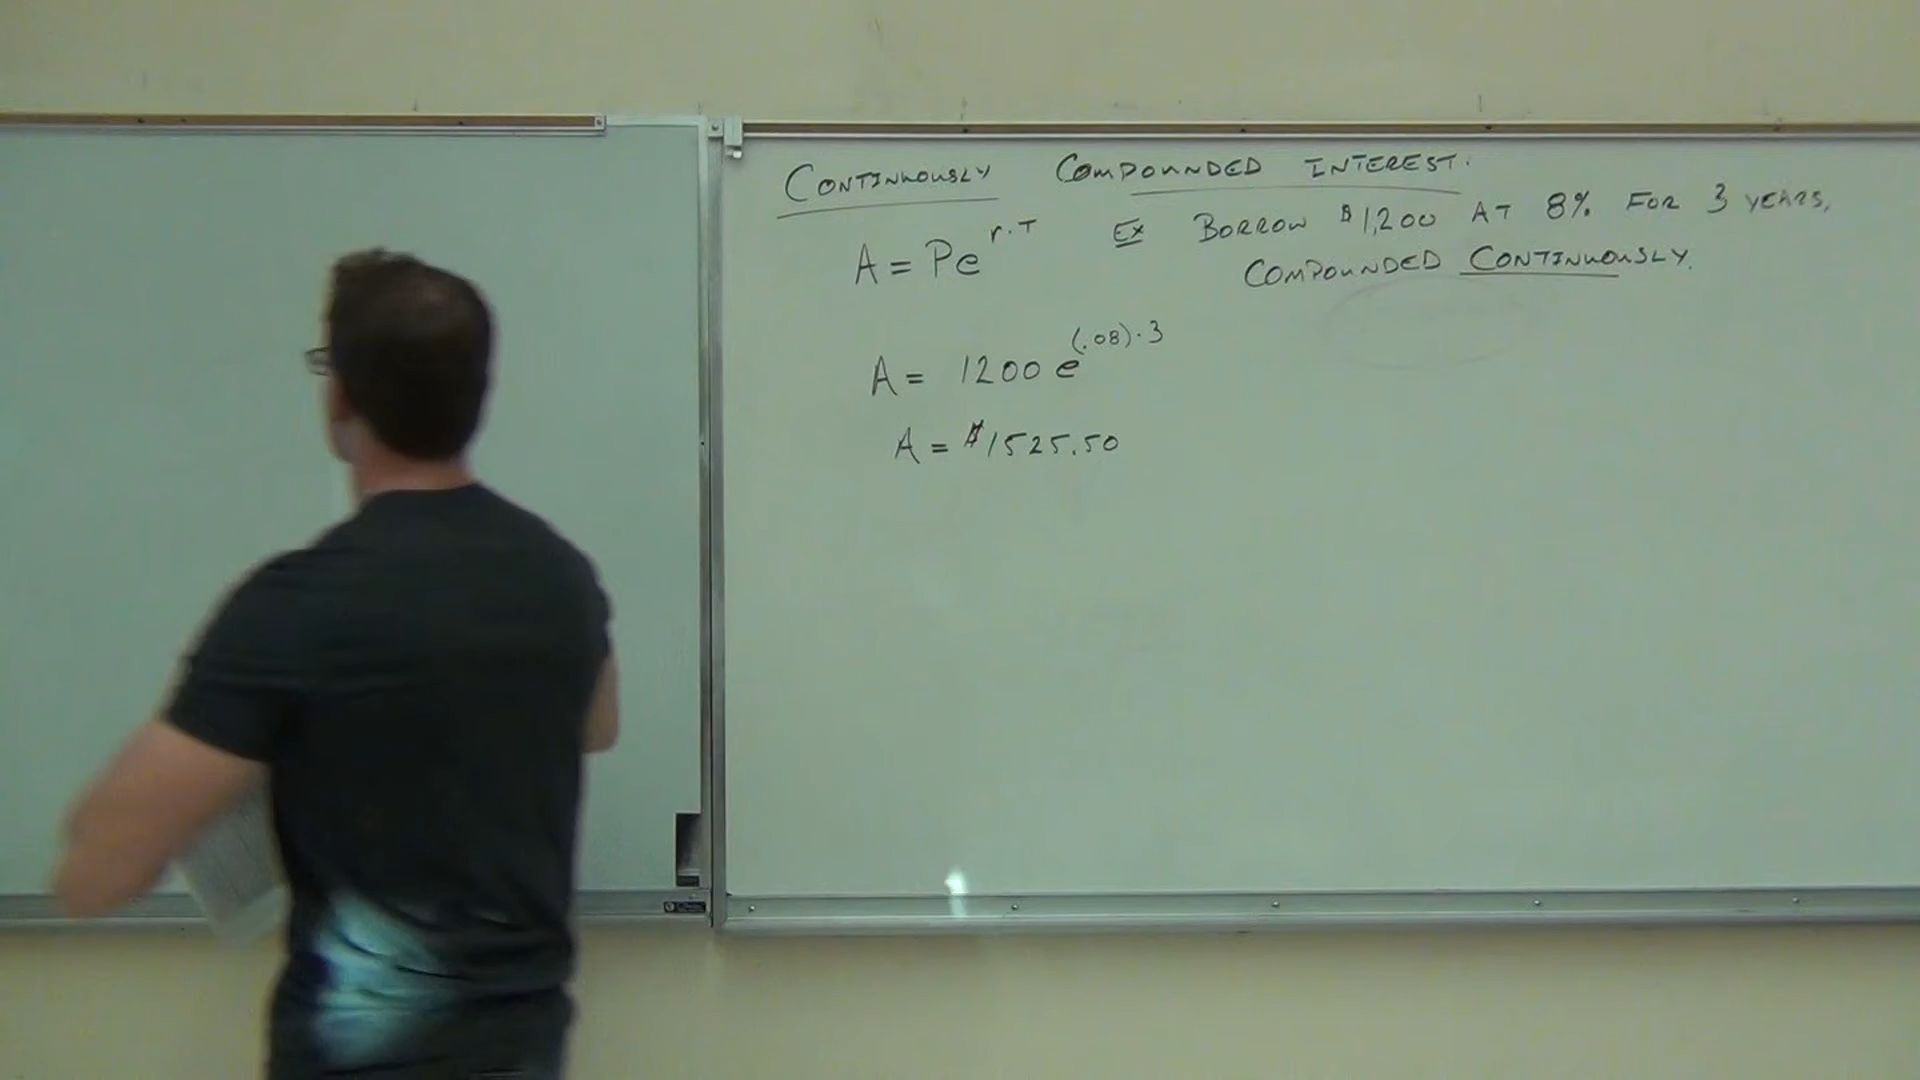 CONTINUOUSLY COMPOUNDED INTEREST.
A = Pe^{r·T}
EX BORROW $1,200 AT 8% FOR 3 YEARS,
COMPOUNDED CONTINUOUSLY.
A = 1200 e^{(.08)·3}
A = $1525.50